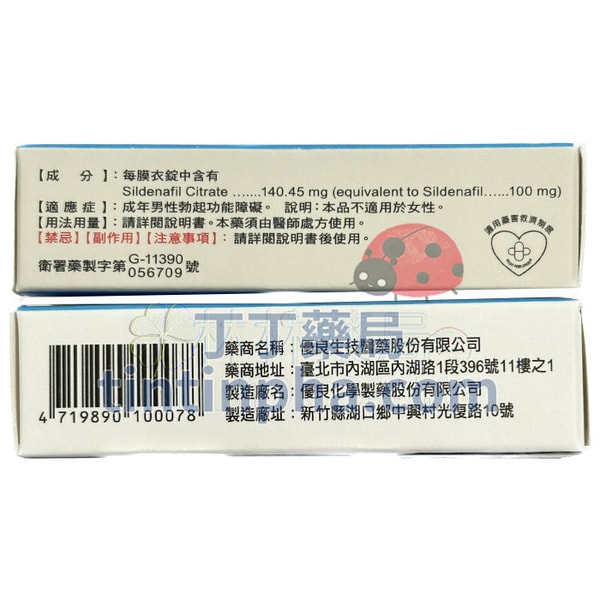 【成 分】：每膜衣錠中含有
Sildenafil Citrate .......140.45 mg (equivalent to Sildenafil......100 mg)
【適應症】：成年男性勃起功能障礙。 說明：本品不適用於女性。
【用法用量】：請詳閱說明書。本藥須由醫師處方使用。
【禁忌】【副作用】【注意事項】：請詳閱說明書後使用。
衛署藥製字第 G-11390 號
056709
適用藥害救濟制度
丁丁藥局
tintinpha.com
藥商名稱：優良生技醫藥股份有限公司
藥商地址：臺北市內湖區內湖路1段396號11樓之1
製造廠名：優良化學製藥股份有限公司
製造廠址：新竹縣湖口鄉中興村光復路10號
4 719890 100078